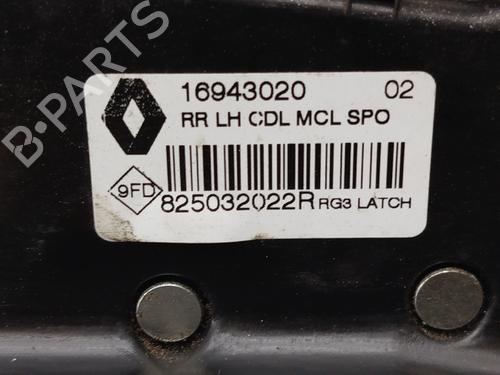 B-PARTS
16943020 02
RR LH CDL MCL SPO
9FD
825032022R RG3 LATCH